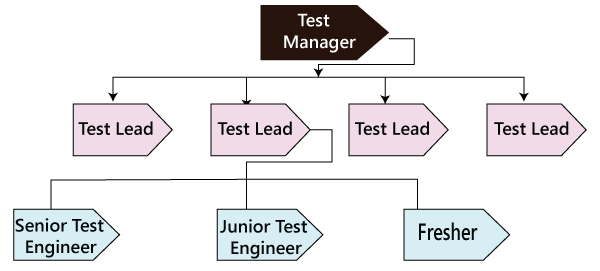 Test
Manager
Test Lead
Test Lead
Test Lead
Test Lead
Senior Test
Engineer
Junior Test
Engineer
Fresher